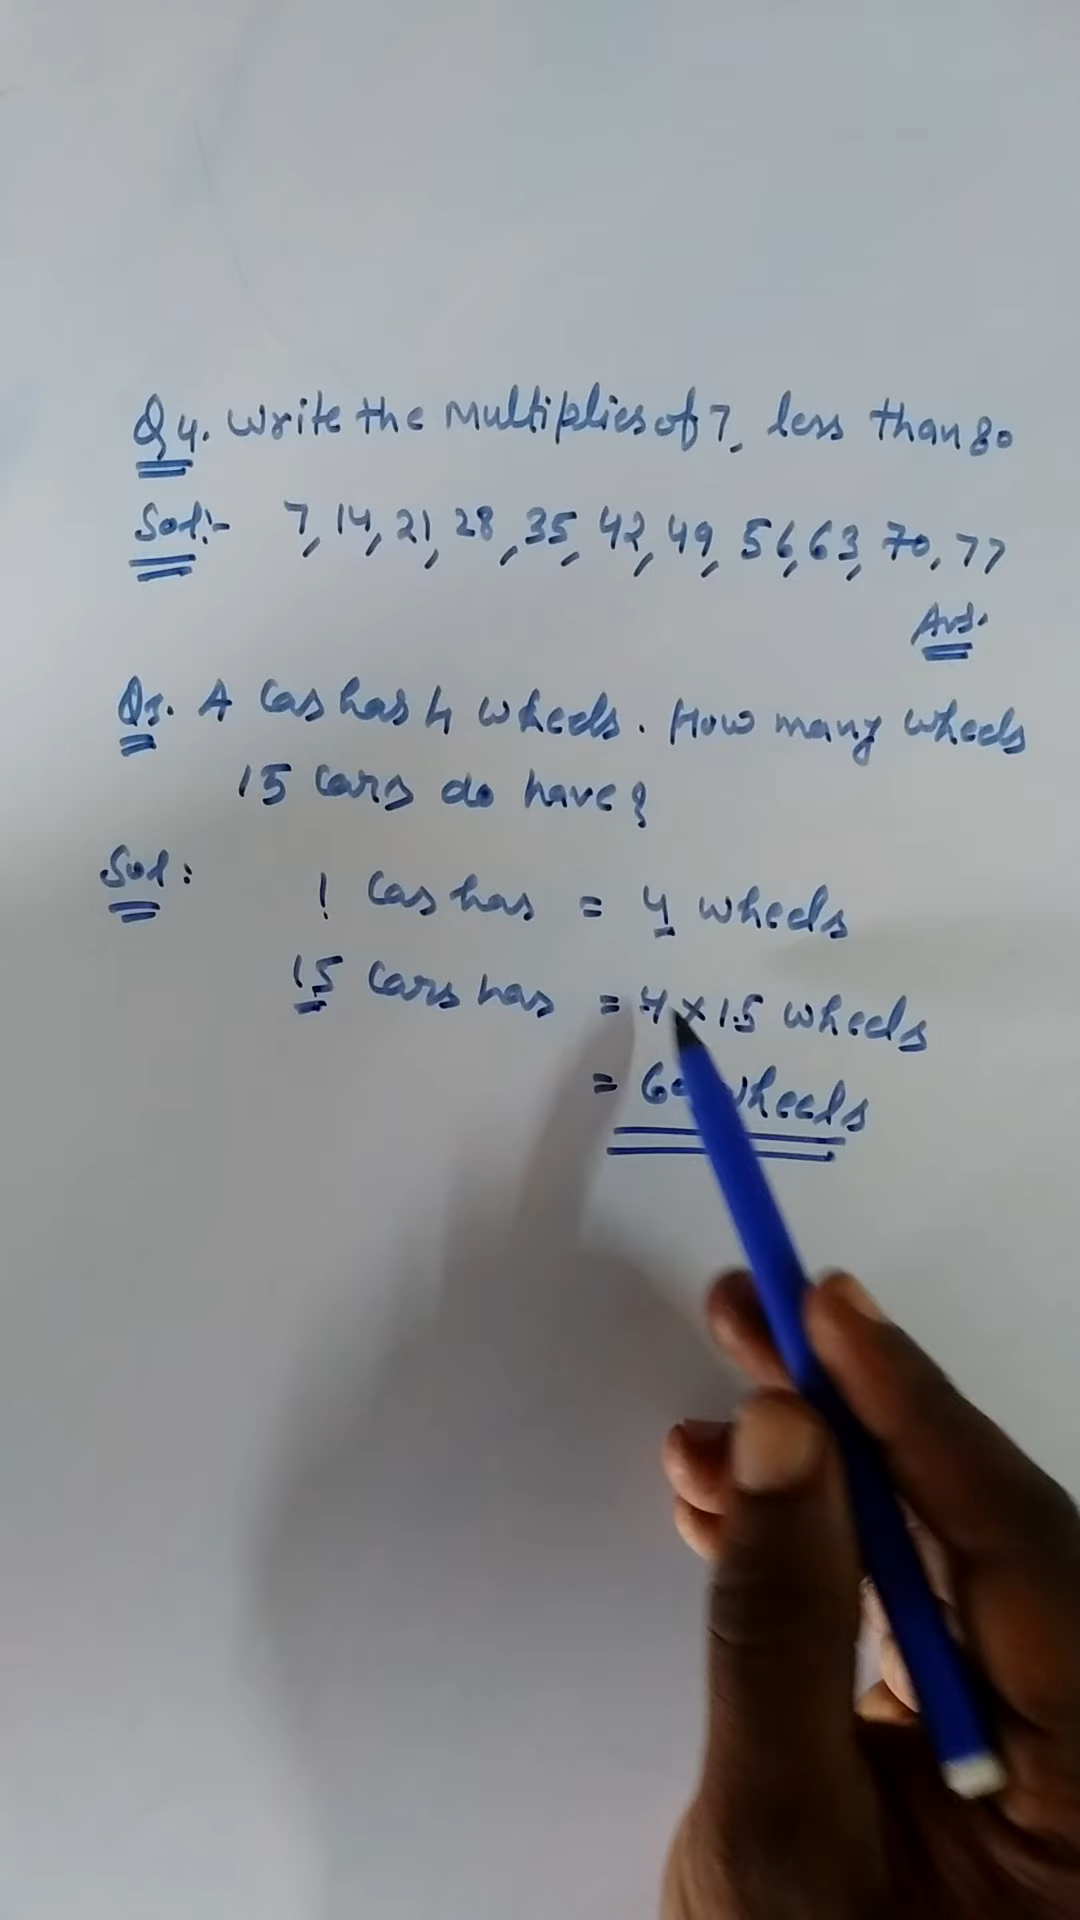 Q4. Write the Multiplies of 7, less than 80
Sol:- 7, 14, 21, 28, 35, 42, 49, 56, 63, 70, 77
Ans.
Q5. A Car has 4 wheels. How many wheels
15 Cars do have?
Sol:
1 Car has = 4 wheels
15 Cars has = 4 × 15 wheels
= 60 wheels